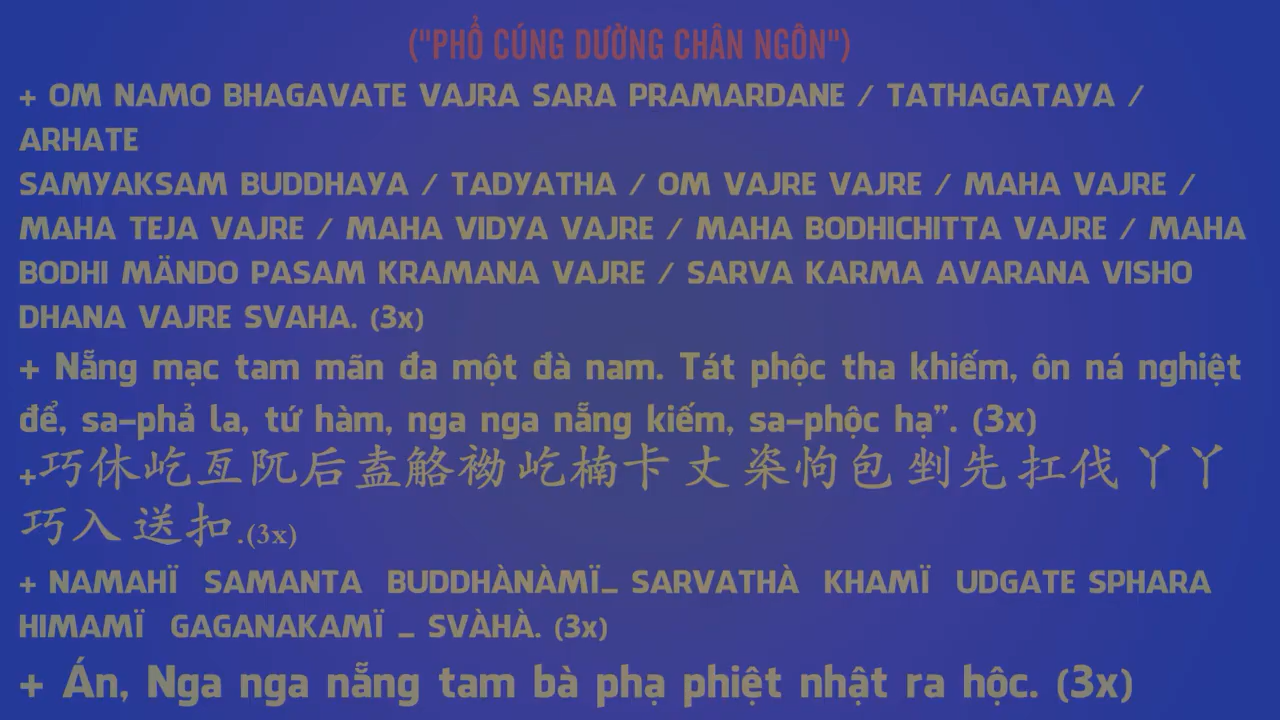 ("PHỔ CÚNG DƯỜNG CHÂN NGÔN")
+ OM NAMO BHAGAVATE VAJRA SARA PRAMARDANE / TATHAGATAYA /
ARHATE
SAMYAKSAM BUDDHAYA / TADYATHA / OM VAJRE VAJRE / MAHA VAJRE /
MAHA TEJA VAJRE / MAHA VIDYA VAJRE / MAHA BODHICHITTA VAJRE / MAHA
BODHI MÄNDO PASAM KRAMANA VAJRE / SARVA KARMA AVARANA VISHO
DHANA VAJRE SVAHA. (3x)
+ Nẵng mạc tam mãn đa một đà nam. Tát phộc tha khiếm, ôn ná nghiệt
để, sa-phả la, tứ hàm, nga nga nẵng kiếm, sa-phộc hạ”. (3x)
+巧休屹亙阢后盍觡袎屹楠卡丈栥怐包剉先扛伐丫丫
巧入送扣.(3x)
+ NAMAHÏ SAMANTA BUDDHÀNÀMÏ_ SARVATHÀ KHAMÏ UDGATE SPHARA
HIMAMÏ GAGANAKAMÏ _ SVÀHÀ. (3x)
+ Án, Nga nga nẵng tam bà phạ phiệt nhật ra hộc. (3x)